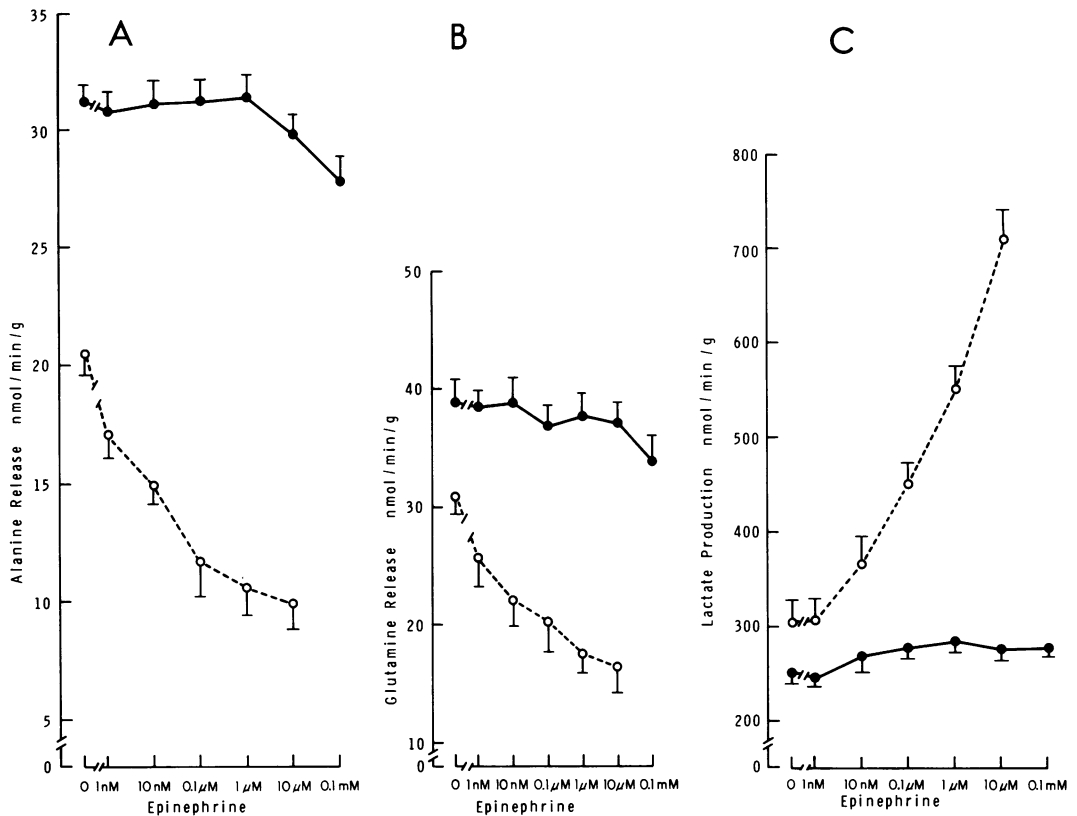 A
35
30
25
20
15
10
5
0
Alanine Release nmol/min/g
0 1nM 10nM 0.1µM 1µM 10µM 0.1mM
Epinephrine
B
50
40
30
20
10
0
Glutamine Release nmol/min/g
0 1nM 10nM 0.1µM 1µM 10µM 0.1mM
Epinephrine
C
800
700
600
500
400
300
200
0
Lactate Production nmol/min/g
0 1nM 10nM 0.1µM 1µM 10µM 0.1mM
Epinephrine